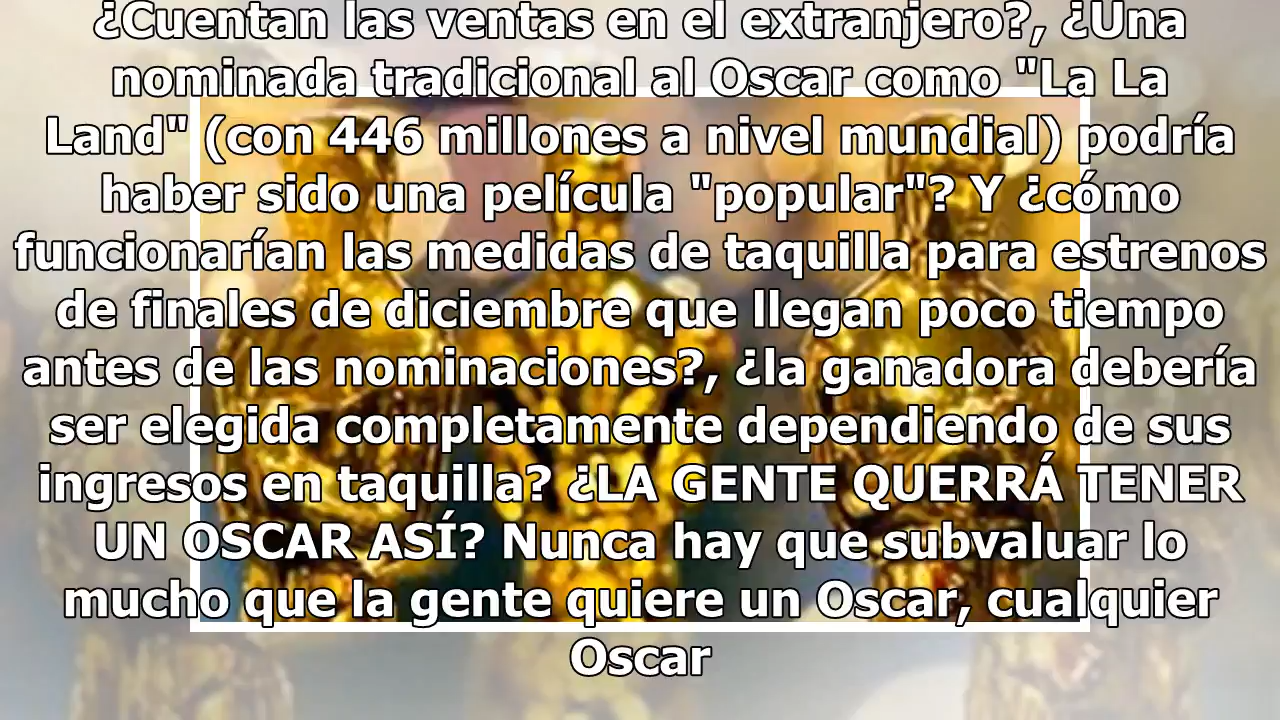 ¿Cuentan las ventas en el extranjero?, ¿Una
nominada tradicional al Oscar como "La La
Land" (con 446 millones a nivel mundial) podría
haber sido una película "popular"? Y ¿cómo
funcionarían las medidas de taquilla para estrenos
de finales de diciembre que llegan poco tiempo
antes de las nominaciones?, ¿la ganadora debería
ser elegida completamente dependiendo de sus
ingresos en taquilla? ¿LA GENTE QUERRÁ TENER
UN OSCAR ASÍ? Nunca hay que subvaluar lo
mucho que la gente quiere un Oscar, cualquier
Oscar